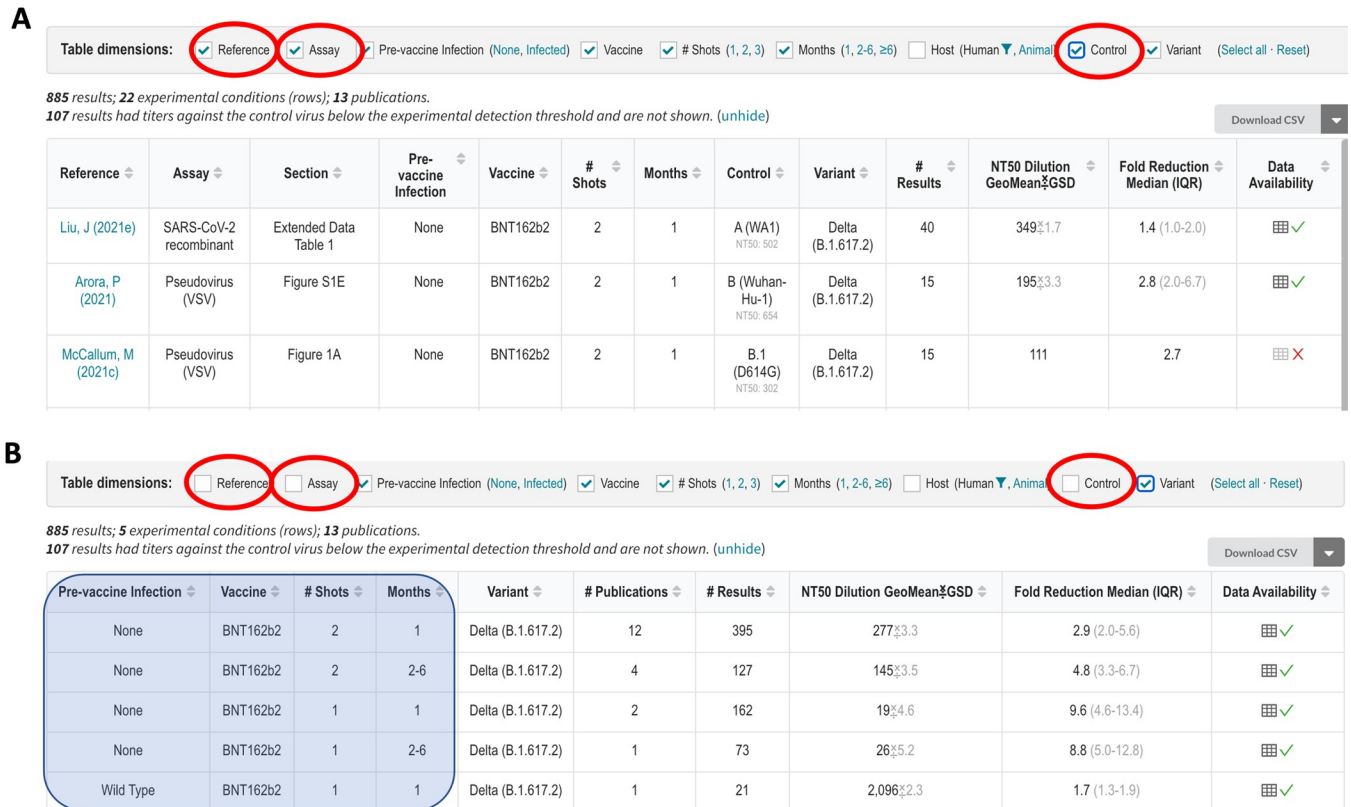 A
Table dimensions: Reference Assay Pre-vaccine Infection (None, Infected) Vaccine # Shots (1, 2, 3) Months (1, 2-6, ≥6) Host (Human , Animal Control Variant (Select all · Reset)
885 results; 22 experimental conditions (rows); 13 publications.
107 results had titers against the control virus below the experimental detection threshold and are not shown. (unhide)
Download CSV
Reference Assay Section Pre-vaccine Infection Vaccine # Shots Months Control Variant # Results NT50 Dilution GeoMean×÷GSD Fold Reduction Median (IQR) Data Availability
Liu, J (2021e) SARS-CoV-2 recombinant Extended Data Table 1 None BNT162b2 2 1 A (WA1) NT50: 502 Delta (B.1.617.2) 40 349×÷1.7 1.4 (1.0-2.0)
Arora, P (2021) Pseudovirus (VSV) Figure S1E None BNT162b2 2 1 B (Wuhan-Hu-1) NT50: 654 Delta (B.1.617.2) 15 195×÷3.3 2.8 (2.0-6.7)
McCallum, M (2021c) Pseudovirus (VSV) Figure 1A None BNT162b2 2 1 B.1 (D614G) NT50: 302 Delta (B.1.617.2) 15 111 2.7
B
Table dimensions: Reference Assay Pre-vaccine Infection (None, Infected) Vaccine # Shots (1, 2, 3) Months (1, 2-6, ≥6) Host (Human , Animal Control Variant (Select all · Reset)
885 results; 5 experimental conditions (rows); 13 publications.
107 results had titers against the control virus below the experimental detection threshold and are not shown. (unhide)
Download CSV
Pre-vaccine Infection Vaccine # Shots Months Variant # Publications # Results NT50 Dilution GeoMean×÷GSD Fold Reduction Median (IQR) Data Availability
None BNT162b2 2 1 Delta (B.1.617.2) 12 395 277×÷3.3 2.9 (2.0-5.6)
None BNT162b2 2 2-6 Delta (B.1.617.2) 4 127 145×÷3.5 4.8 (3.3-6.7)
None BNT162b2 1 1 Delta (B.1.617.2) 2 162 19×÷4.6 9.6 (4.6-13.4)
None BNT162b2 1 2-6 Delta (B.1.617.2) 1 73 26×÷5.2 8.8 (5.0-12.8)
Wild Type BNT162b2 1 1 Delta (B.1.617.2) 1 21 2,096×÷2.3 1.7 (1.3-1.9)